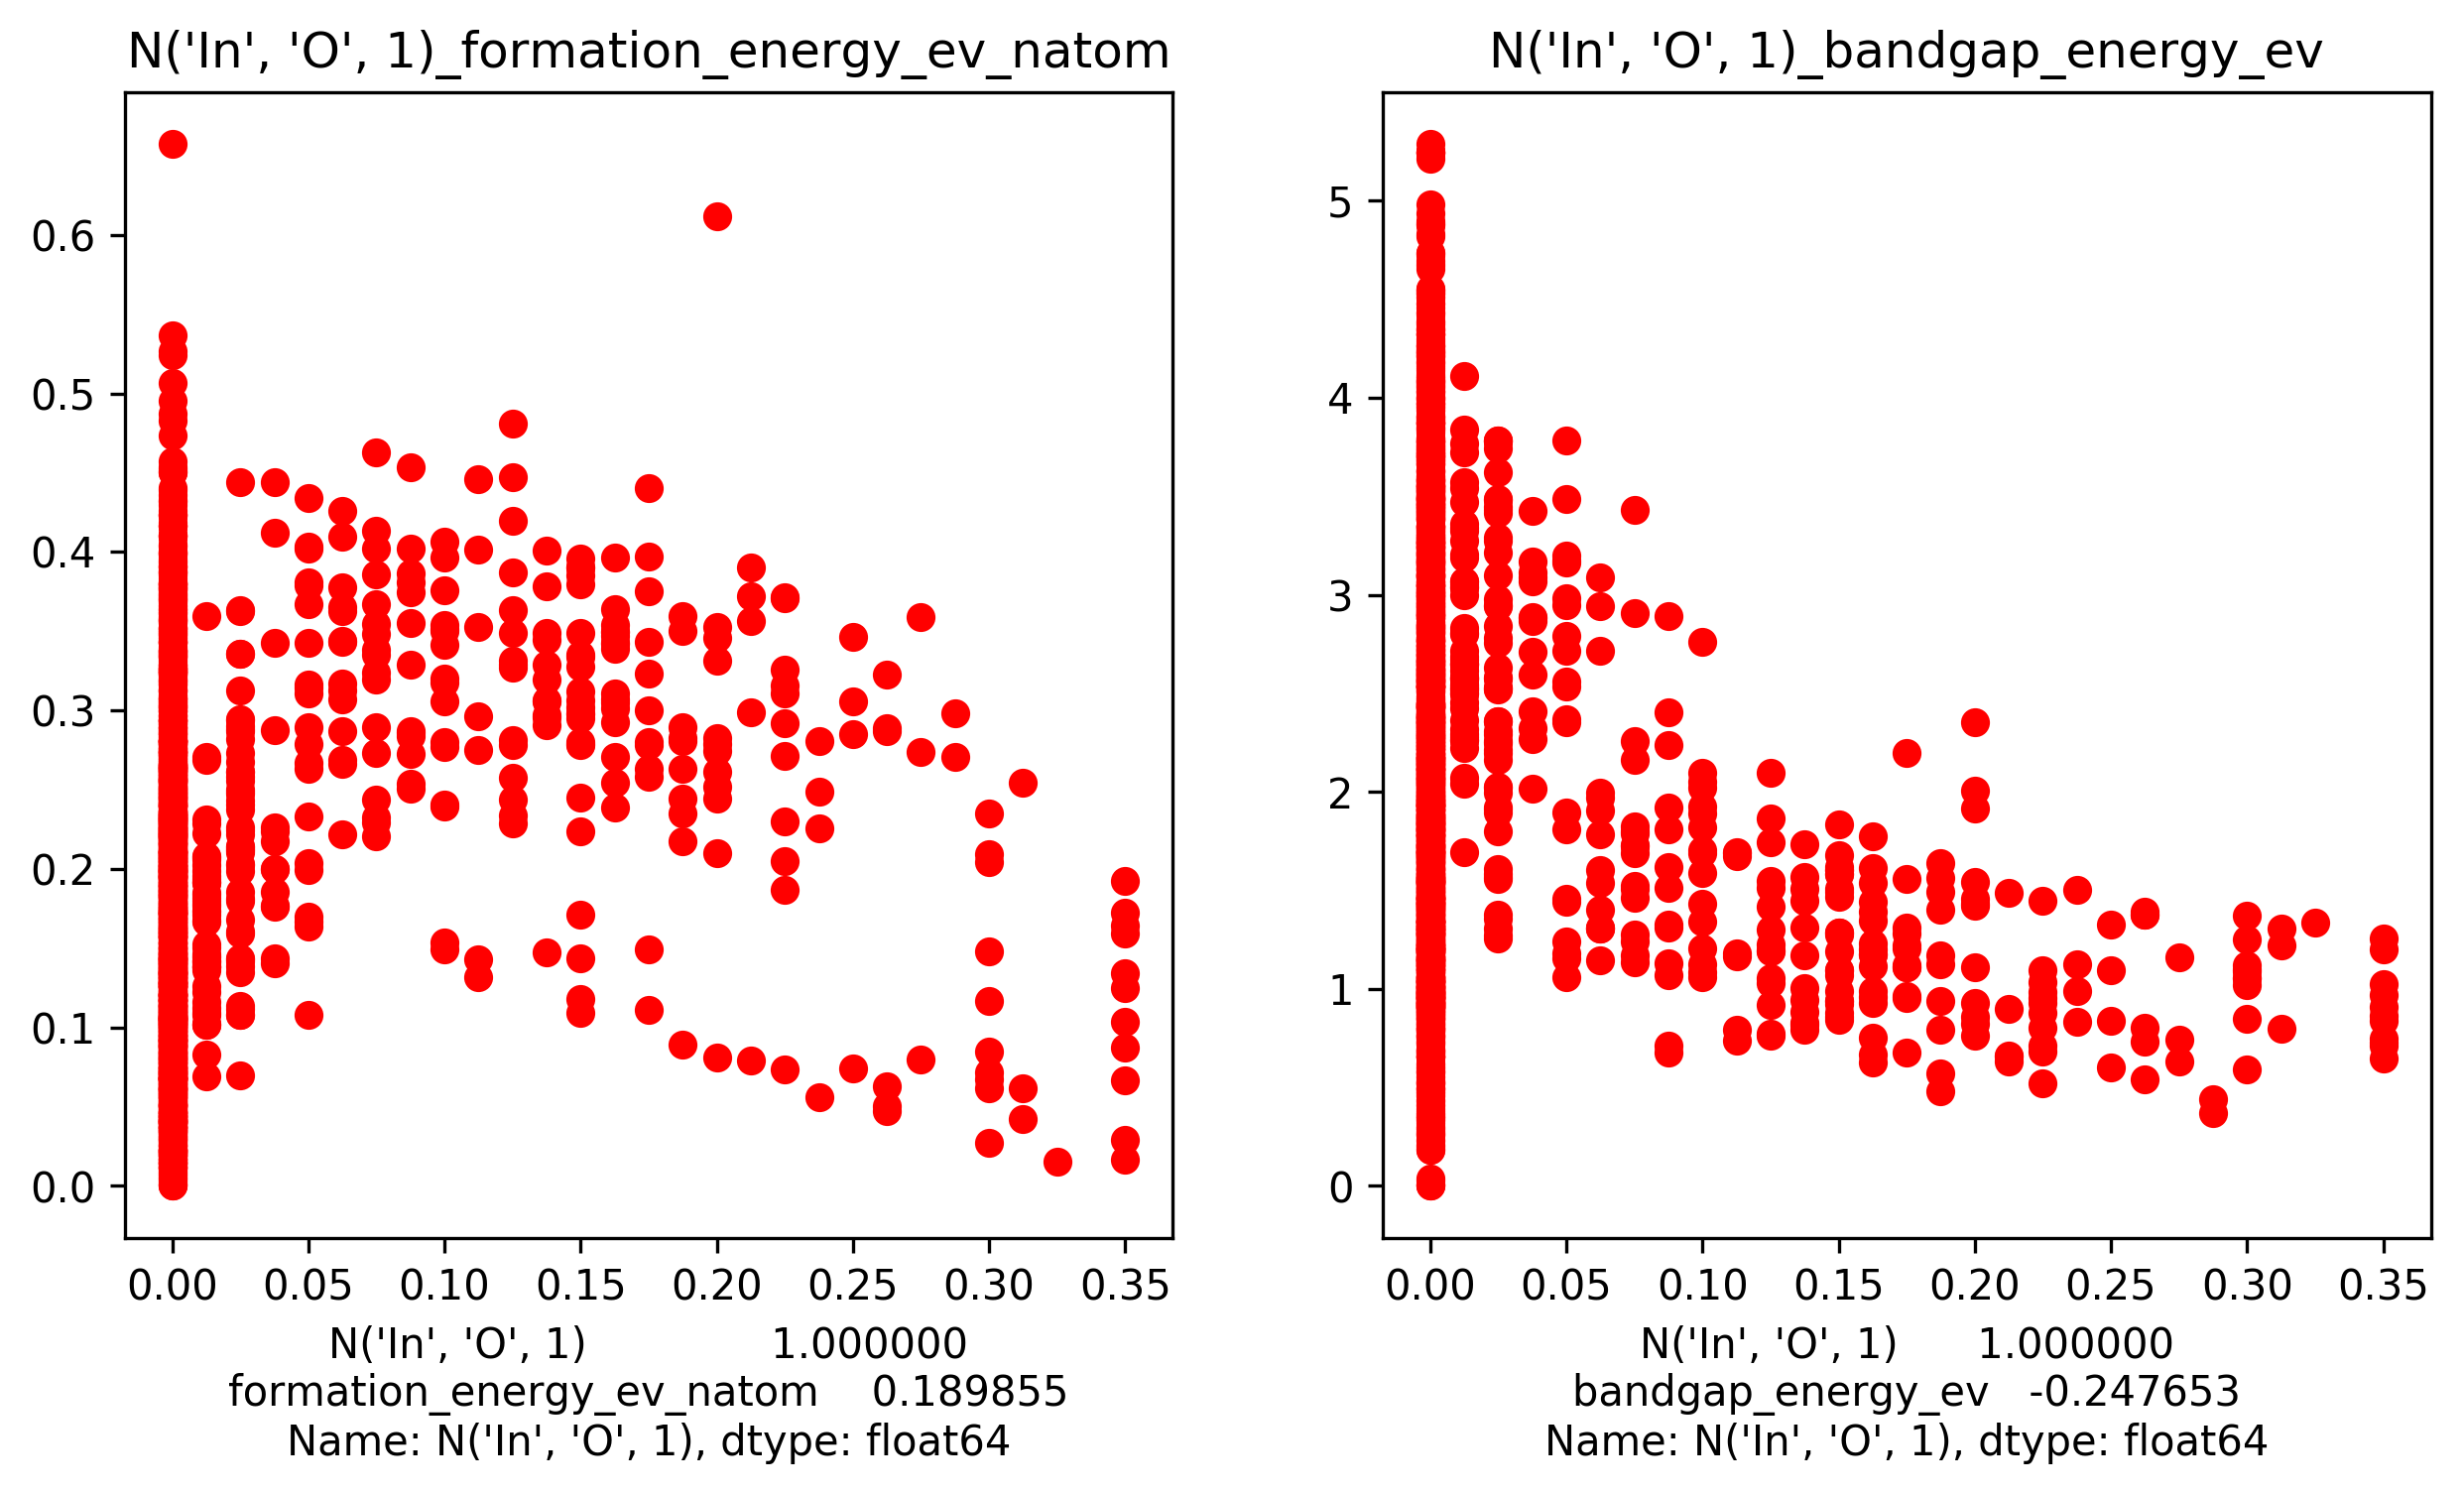 N('In', 'O', 1)_formation_energy_ev_natom
0.6
0.5
0.4
0.3
0.2
0.1
0.0
0.00 0.05 0.10 0.15 0.20 0.25 0.30 0.35
N('In', 'O', 1) 1.000000
formation_energy_ev_natom 0.189855
Name: N('In', 'O', 1), dtype: float64
N('In', 'O', 1)_bandgap_energy_ev
5
4
3
2
1
0
0.00 0.05 0.10 0.15 0.20 0.25 0.30 0.35
N('In', 'O', 1) 1.000000
bandgap_energy_ev -0.247653
Name: N('In', 'O', 1), dtype: float64